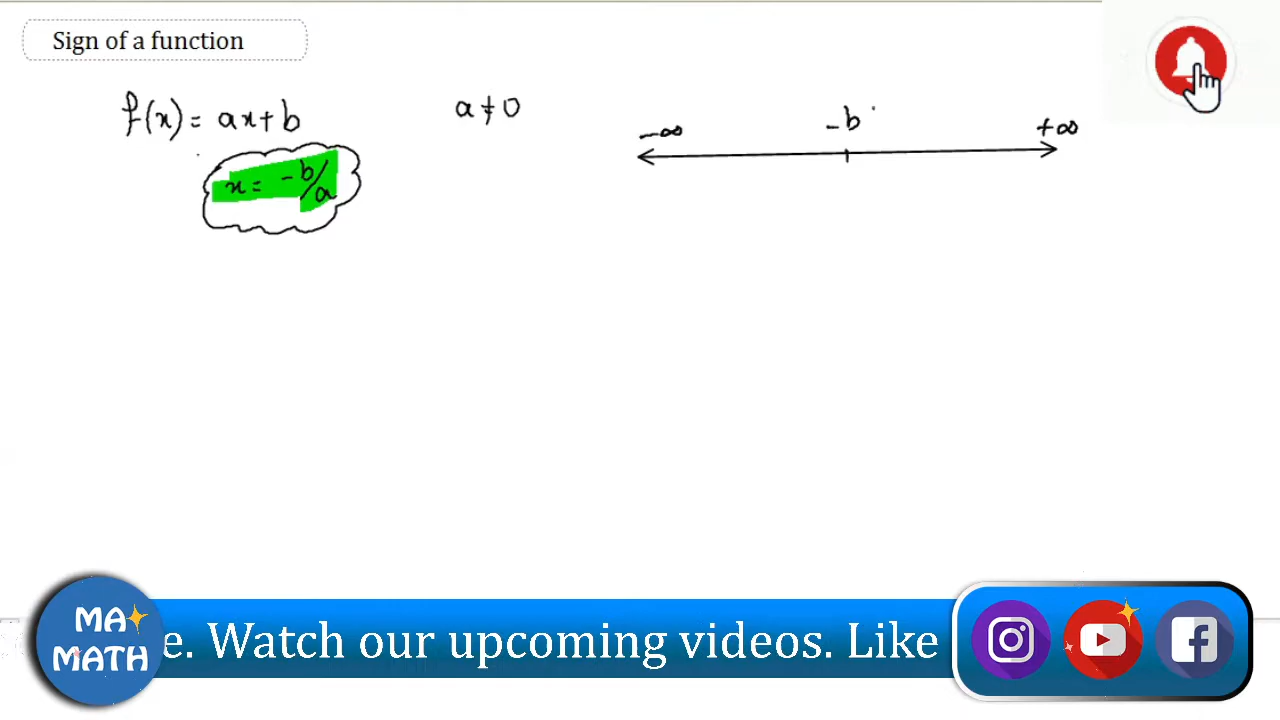 Sign of a function
f(x) = ax+b
a≠0
x = -b/a
-∞
-b
+∞
MA
MATH
e. Watch our upcoming videos. Like